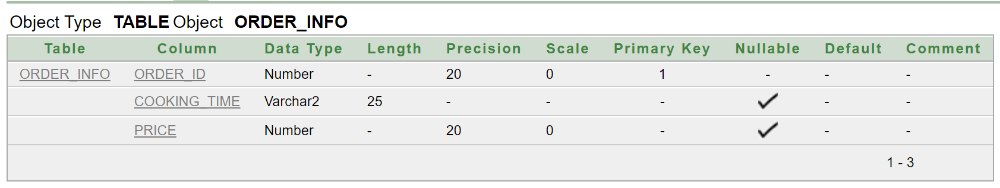 Object Type TABLE Object ORDER_INFO
Table Column Data Type Length Precision Scale Primary Key Nullable Default Comment
ORDER_INFO ORDER_ID Number - 20 0 1 - - -
COOKING_TIME Varchar2 25 - - - - -
PRICE Number - 20 0 - - -
1 - 3